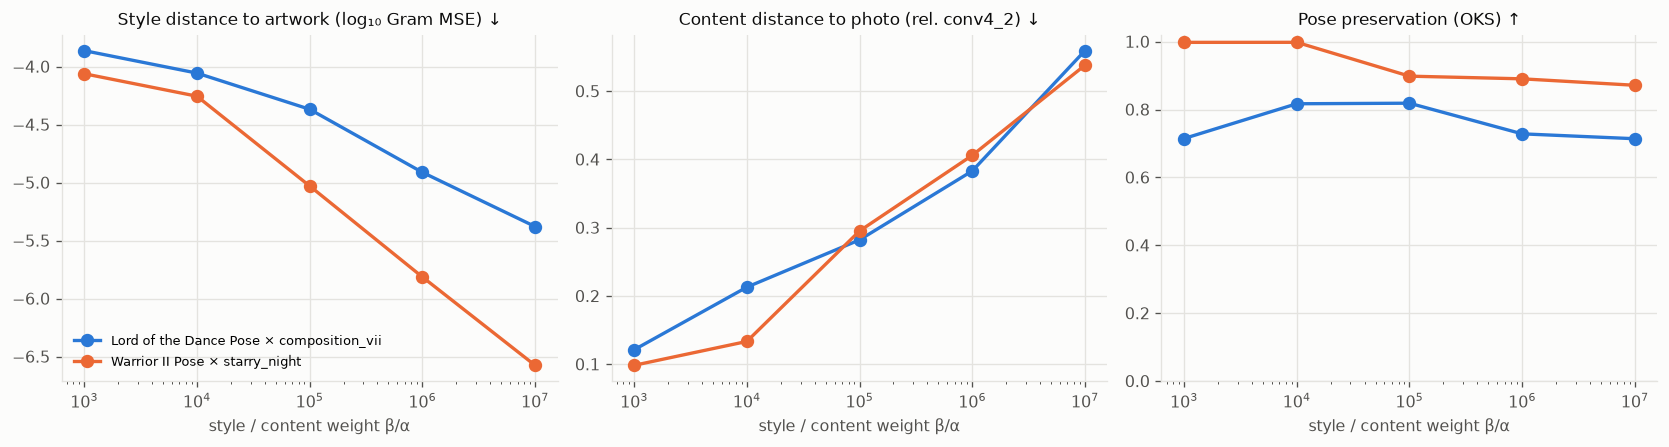 Style distance to artwork (log₁₀ Gram MSE) ↓
−4.0
−4.5
−5.0
−5.5
−6.0
−6.5
Lord of the Dance Pose × composition_vii
Warrior II Pose × starry_night
10³ 10⁴ 10⁵ 10⁶ 10⁷
style / content weight β/α
Content distance to photo (rel. conv4_2) ↓
0.5
0.4
0.3
0.2
0.1
10³ 10⁴ 10⁵ 10⁶ 10⁷
style / content weight β/α
Pose preservation (OKS) ↑
1.0
0.8
0.6
0.4
0.2
0.0
10³ 10⁴ 10⁵ 10⁶ 10⁷
style / content weight β/α